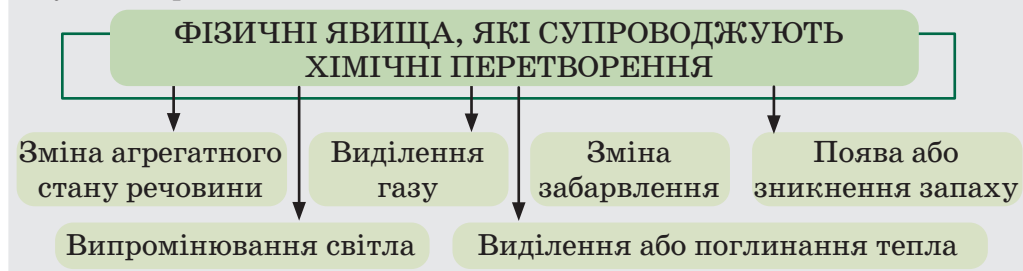 ФІЗИЧНІ ЯВИЩА, ЯКІ СУПРОВОДЖУЮТЬ
ХІМІЧНІ ПЕРЕТВОРЕННЯ
Зміна агрегатного
стану речовини
Виділення
газу
Зміна
забарвлення
Поява або
зникнення запаху
Випромінювання світла
Виділення або поглинання тепла